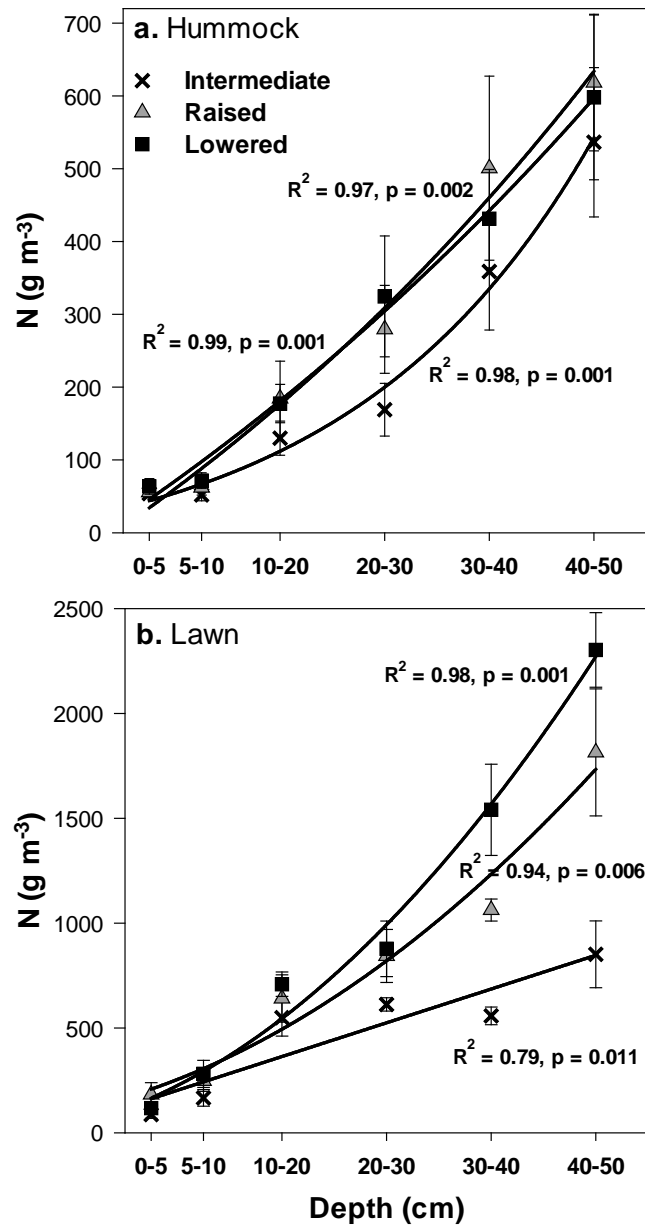 a. Hummock
Intermediate
Raised
Lowered
R² = 0.97, p = 0.002
R² = 0.99, p = 0.001
R² = 0.98, p = 0.001
N (g m⁻³)
700
600
500
400
300
200
100
0
0-5 5-10 10-20 20-30 30-40 40-50
b. Lawn
R² = 0.98, p = 0.001
R² = 0.94, p = 0.006
R² = 0.79, p = 0.011
N (g m⁻³)
2500
2000
1500
1000
500
0
0-5 5-10 10-20 20-30 30-40 40-50
Depth (cm)